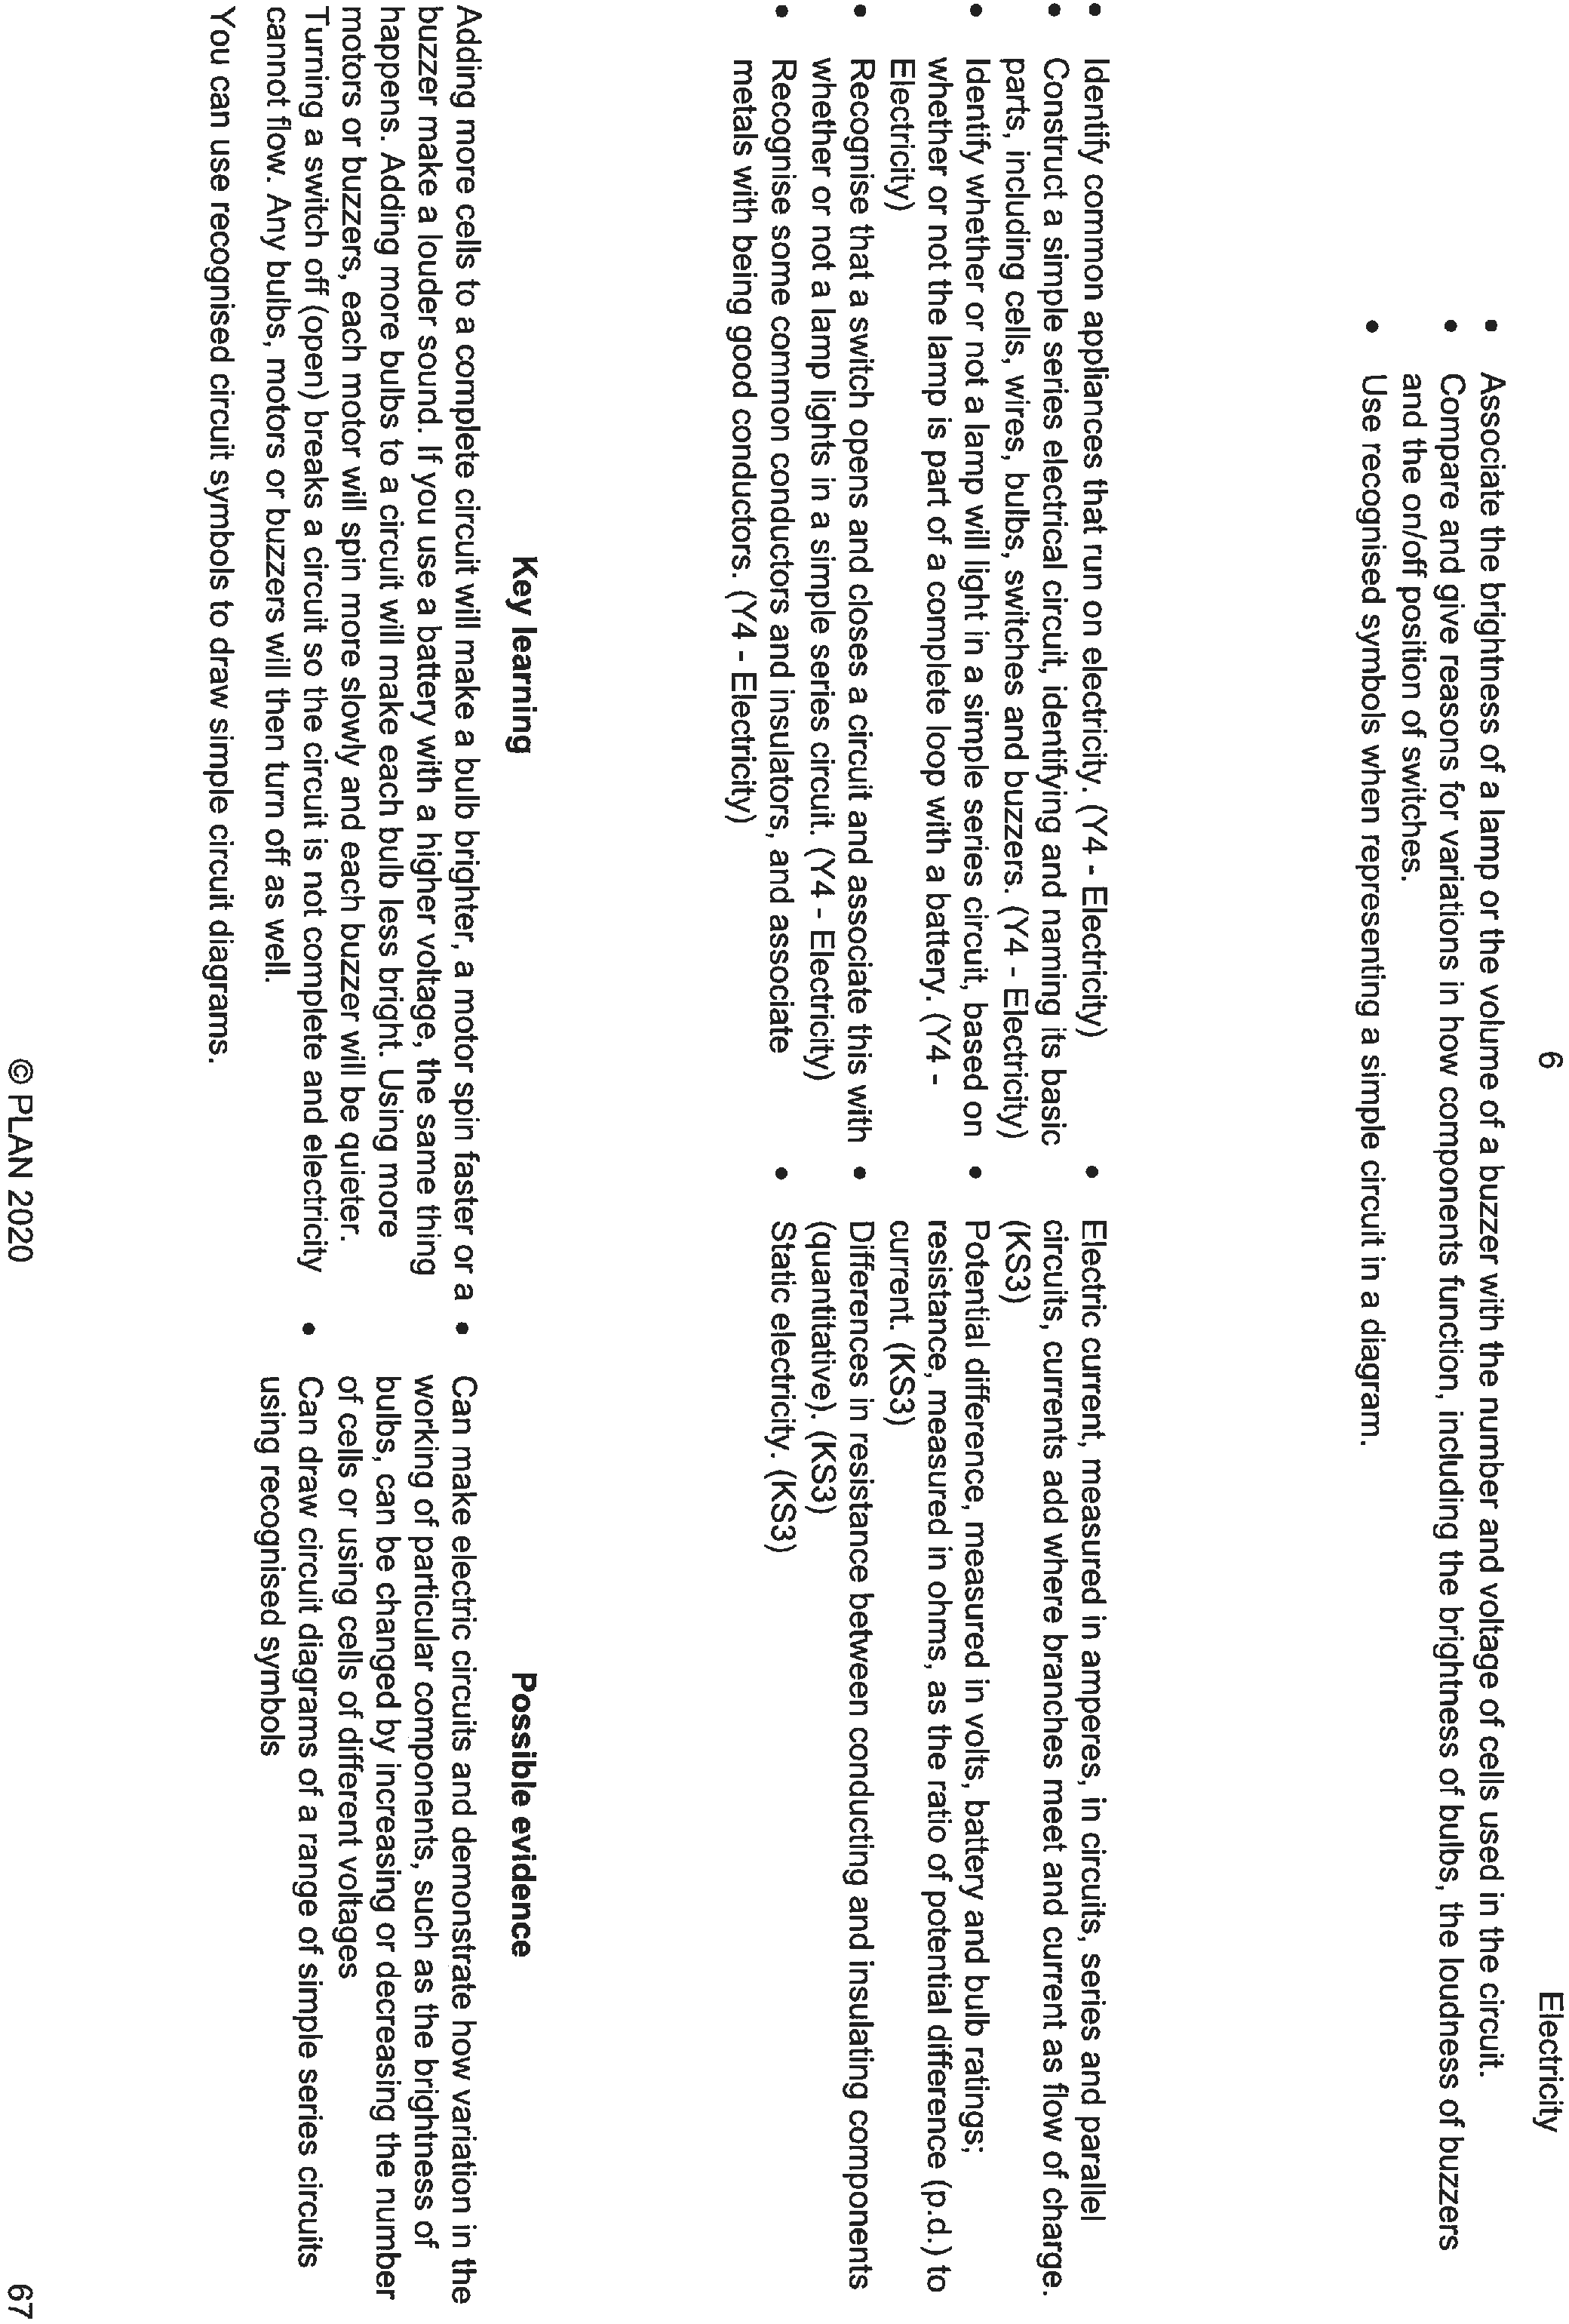 6
Electricity
• Associate the brightness of a lamp or the volume of a buzzer with the number and voltage of cells used in the circuit.
• Compare and give reasons for variations in how components function, including the brightness of bulbs, the loudness of buzzers
and the on/off position of switches.
• Use recognised symbols when representing a simple circuit in a diagram.
• Identify common appliances that run on electricity. (Y4 - Electricity)
• Construct a simple series electrical circuit, identifying and naming its basic
parts, including cells, wires, bulbs, switches and buzzers. (Y4 - Electricity)
• Identify whether or not a lamp will light in a simple series circuit, based on
whether or not the lamp is part of a complete loop with a battery. (Y4 -
Electricity)
• Recognise that a switch opens and closes a circuit and associate this with
whether or not a lamp lights in a simple series circuit. (Y4 - Electricity)
• Recognise some common conductors and insulators, and associate
metals with being good conductors. (Y4 - Electricity)
• Electric current, measured in amperes, in circuits, series and parallel
circuits, currents add where branches meet and current as flow of charge.
(KS3)
• Potential difference, measured in volts, battery and bulb ratings;
resistance, measured in ohms, as the ratio of potential difference (p.d.) to
current. (KS3)
• Differences in resistance between conducting and insulating components
(quantitative). (KS3)
• Static electricity. (KS3)
Key learning
Adding more cells to a complete circuit will make a bulb brighter, a motor spin faster or a
buzzer make a louder sound. If you use a battery with a higher voltage, the same thing
happens. Adding more bulbs to a circuit will make each bulb less bright. Using more
motors or buzzers, each motor will spin more slowly and each buzzer will be quieter.
Turning a switch off (open) breaks a circuit so the circuit is not complete and electricity
cannot flow. Any bulbs, motors or buzzers will then turn off as well.
You can use recognised circuit symbols to draw simple circuit diagrams.
Possible evidence
• Can make electric circuits and demonstrate how variation in the
working of particular components, such as the brightness of
bulbs, can be changed by increasing or decreasing the number
of cells or using cells of different voltages
• Can draw circuit diagrams of a range of simple series circuits
using recognised symbols
© PLAN 2020
67